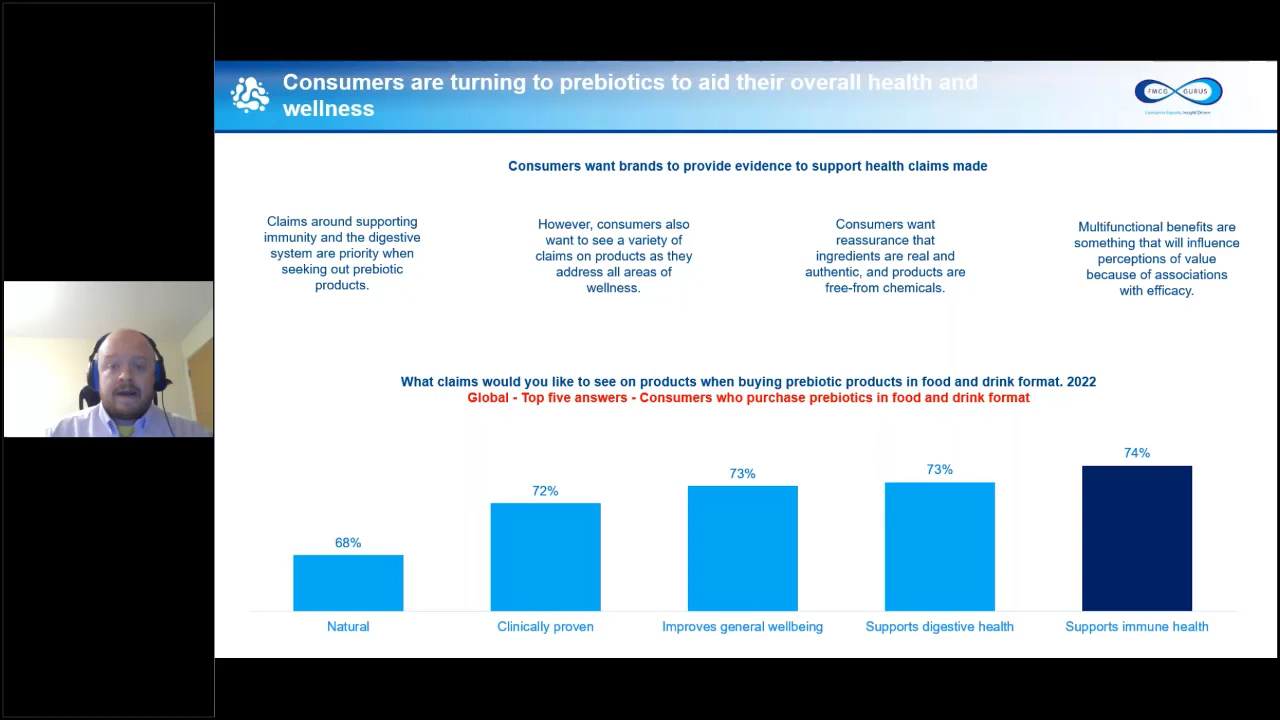 Consumers are turning to prebiotics to aid their overall health and
wellness
FMCG GURUS
Consumers want brands to provide evidence to support health claims made
Claims around supporting
immunity and the digestive
system are priority when
seeking out prebiotic
products.
However, consumers also
want to see a variety of
claims on products as they
address all areas of
wellness.
Consumers want
reassurance that
ingredients are real and
authentic, and products are
free-from chemicals.
Multifunctional benefits are
something that will influence
perceptions of value
because of associations
with efficacy.
What claims would you like to see on products when buying prebiotic products in food and drink format. 2022
Global - Top five answers - Consumers who purchase prebiotics in food and drink format
68%
72%
73%
73%
74%
Natural
Clinically proven
Improves general wellbeing
Supports digestive health
Supports immune health